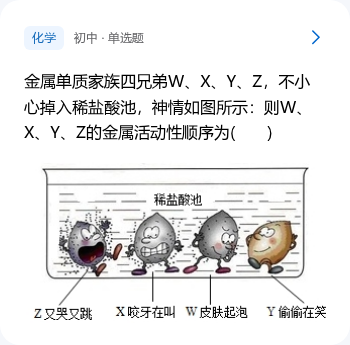 化学 初中·单选题
金属单质家族四兄弟W、X、Y、Z，不小
心掉入稀盐酸池，神情如图所示：则W、
X、Y、Z的金属活动性顺序为(　　)
稀盐酸池
Z又哭又跳 X咬牙在叫 W皮肤起泡 Y偷偷在笑